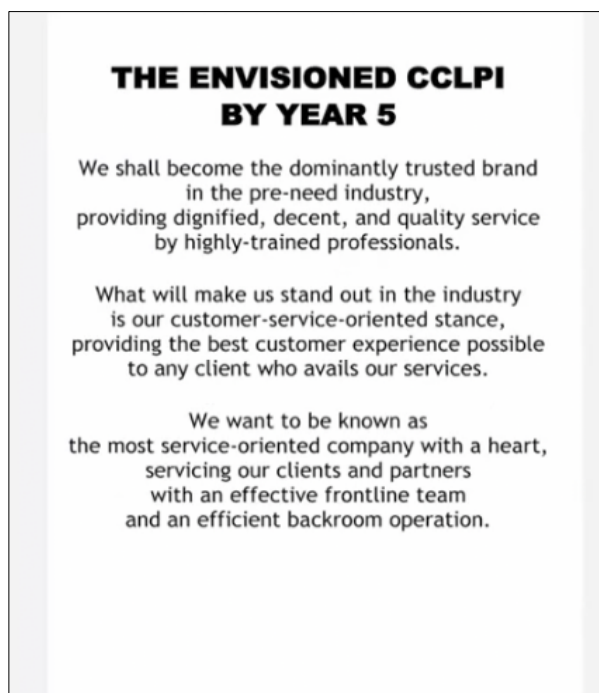 THE ENVISIONED CCLPI
BY YEAR 5
We shall become the dominantly trusted brand
in the pre-need industry,
providing dignified, decent, and quality service
by highly-trained professionals.
What will make us stand out in the industry
is our customer-service-oriented stance,
providing the best customer experience possible
to any client who avails our services.
We want to be known as
the most service-oriented company with a heart,
servicing our clients and partners
with an effective frontline team
and an efficient backroom operation.